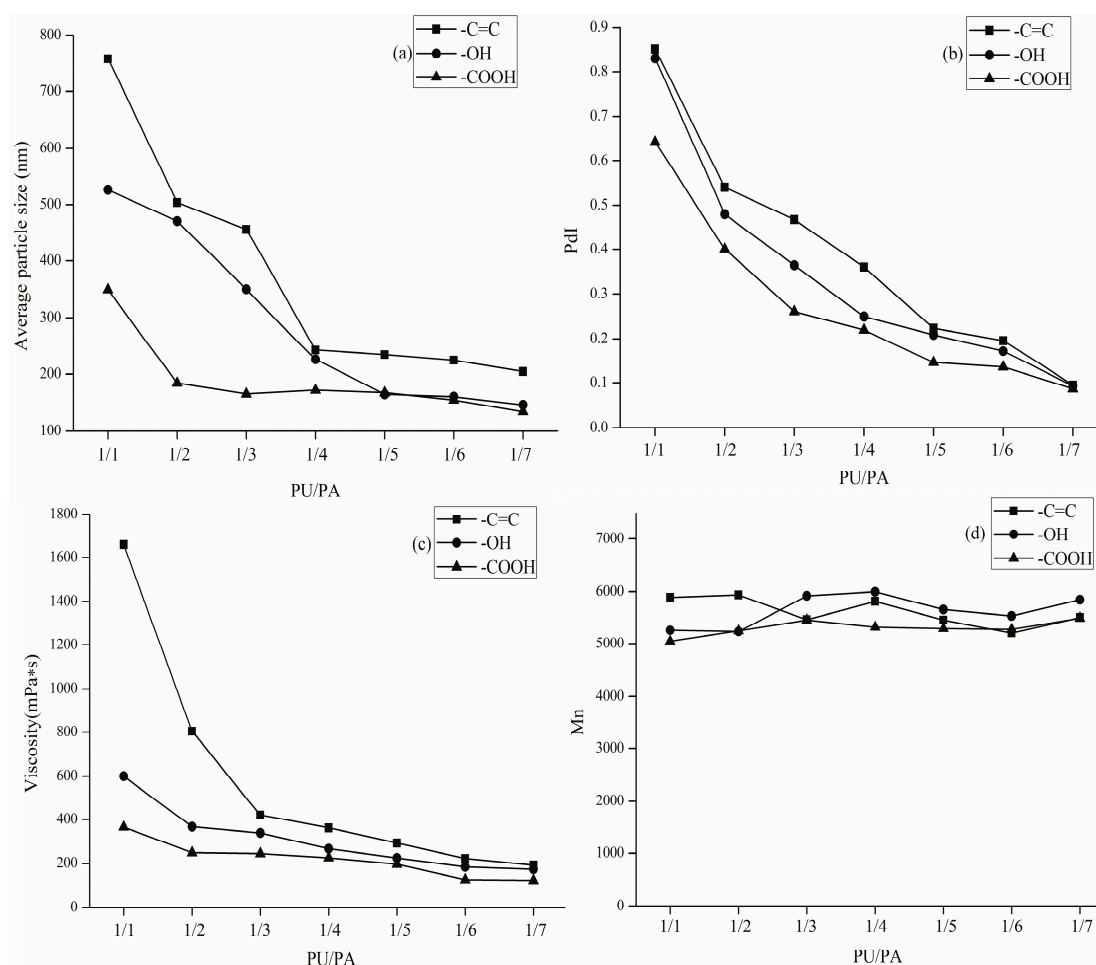 (a)
-C=C
-OH
-COOH
Average particle size (nm)
800
700
600
500
400
300
200
100
1/1 1/2 1/3 1/4 1/5 1/6 1/7
PU/PA
(b)
-C=C
-OH
-COOH
PdI
0.9
0.8
0.7
0.6
0.5
0.4
0.3
0.2
0.1
0.0
1/1 1/2 1/3 1/4 1/5 1/6 1/7
PU/PA
(c)
-C=C
-OH
-COOH
Viscosity(mPa*s)
1800
1600
1400
1200
1000
800
600
400
200
0
1/1 1/2 1/3 1/4 1/5 1/6 1/7
PU/PA
(d)
-C=C
-OH
-COOH
Mn
7000
6000
5000
4000
3000
2000
1000
0
1/1 1/2 1/3 1/4 1/5 1/6 1/7
PU/PA